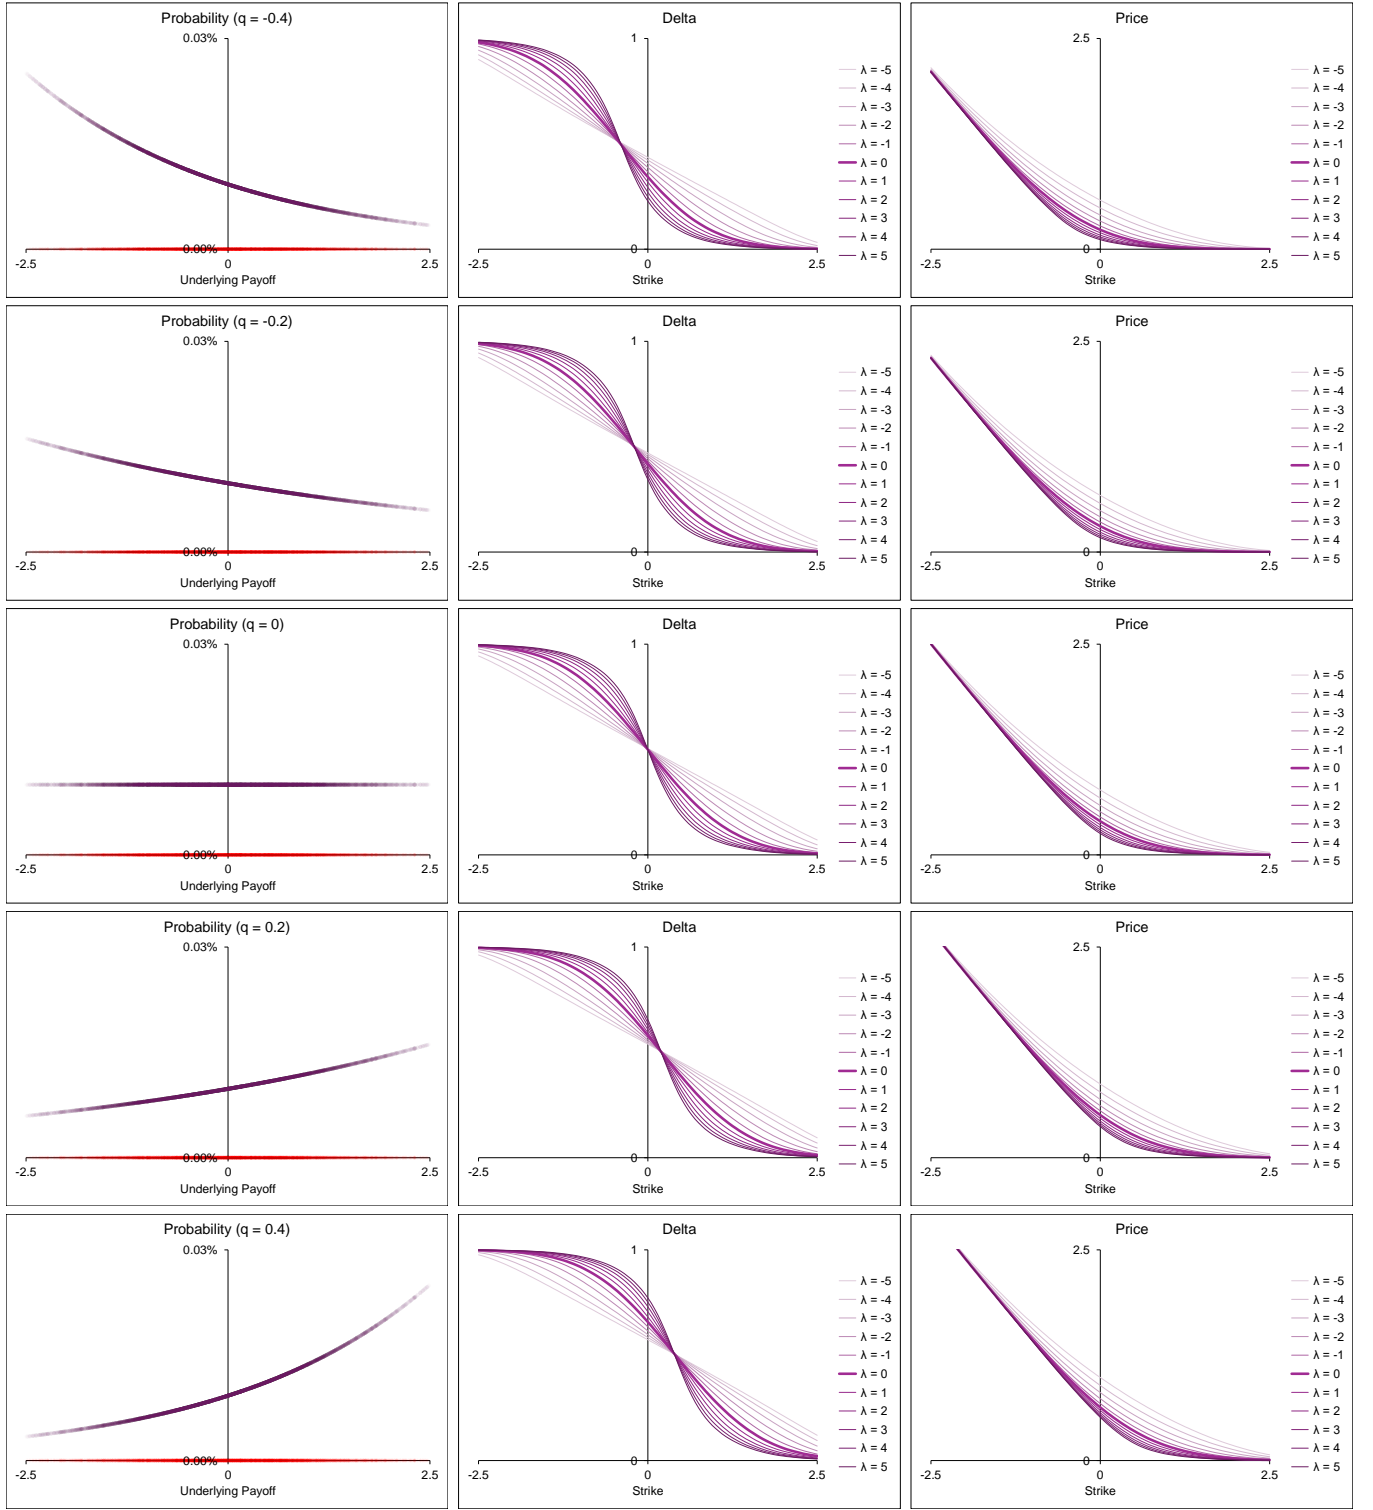 Probability (q = -0.4)
0.03%
0.00%
-2.5 0 2.5
Underlying Payoff
Delta
1
0
0 2.5
Strike
λ = -5
λ = -4
λ = -3
λ = -2
λ = -1
λ = 0
λ = 1
λ = 2
λ = 3
λ = 4
λ = 5
Price
2.5
0
-2.5 0 2.5
Strike
λ = -5
λ = -4
λ = -3
λ = -2
λ = -1
λ = 0
λ = 1
λ = 2
λ = 3
λ = 4
λ = 5
Probability (q = -0.2)
0.03%
0.00%
-2.5 0 2.5
Underlying Payoff
Delta
1
0
-2.5 0 2.5
Strike
λ = -5
λ = -4
λ = -3
λ = -2
λ = -1
λ = 0
λ = 1
λ = 2
λ = 3
λ = 4
λ = 5
Price
2.5
0
-2.5 0 2.5
Strike
λ = -5
λ = -4
λ = -3
λ = -2
λ = -1
λ = 0
λ = 1
λ = 2
λ = 3
λ = 4
λ = 5
Probability (q = 0)
0.03%
0.00%
-2.5 0 2.5
Underlying Payoff
Delta
1
0
-2.5 0 2.5
Strike
λ = -5
λ = -4
λ = -3
λ = -2
λ = -1
λ = 0
λ = 1
λ = 2
λ = 3
λ = 4
λ = 5
Price
2.5
0
-2.5 0 2.5
Strike
λ = -5
λ = -4
λ = -3
λ = -2
λ = -1
λ = 0
λ = 1
λ = 2
λ = 3
λ = 4
λ = 5
Probability (q = 0.2)
0.03%
0.00%
-2.5 0 2.5
Underlying Payoff
Delta
1
0
-2.5 0 2.5
Strike
λ = -5
λ = -4
λ = -3
λ = -2
λ = -1
λ = 0
λ = 1
λ = 2
λ = 3
λ = 4
λ = 5
Price
2.5
0
-2.5 0 2.5
Strike
λ = -5
λ = -4
λ = -3
λ = -2
λ = -1
λ = 0
λ = 1
λ = 2
λ = 3
λ = 4
λ = 5
Probability (q = 0.4)
0.03%
0.00%
-2.5 0 2.5
Underlying Payoff
Delta
1
0
-2.5 0 2.5
Strike
λ = -5
λ = -4
λ = -3
λ = -2
λ = -1
λ = 0
λ = 1
λ = 2
λ = 3
λ = 4
λ = 5
Price
2.5
0
-2.5 0 2.5
Strike
λ = -5
λ = -4
λ = -3
λ = -2
λ = -1
λ = 0
λ = 1
λ = 2
λ = 3
λ = 4
λ = 5